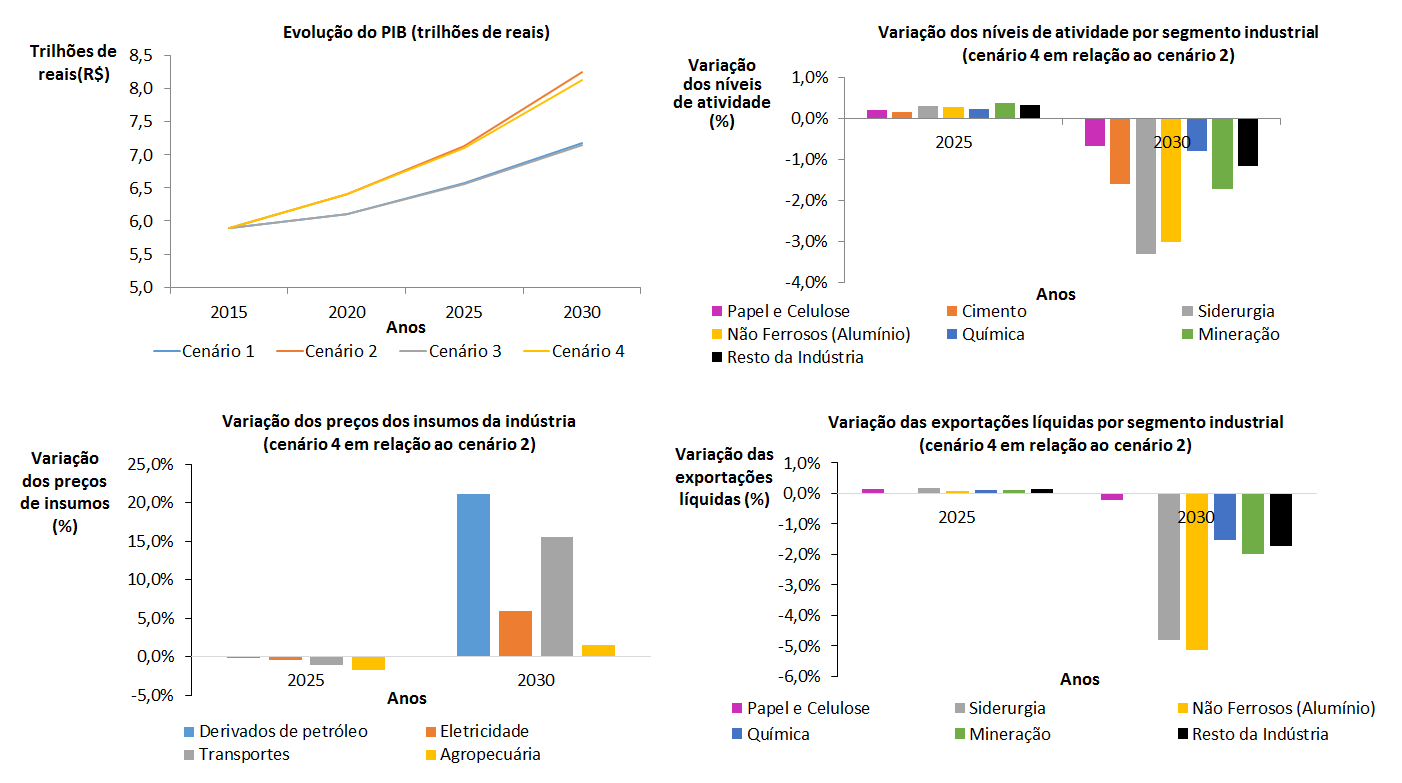 Evolução do PIB (trilhões de reais)
Trilhões de
reais(R$)
8,5
8,0
7,5
7,0
6,5
6,0
5,5
5,0
2015 2020 2025 2030
Anos
Cenário 1 Cenário 2 Cenário 3 Cenário 4
Variação dos níveis de atividade por segmento industrial
(cenário 4 em relação ao cenário 2)
Variação
dos níveis
de atividade
(%)
1,0%
0,0%
-1,0%
-2,0%
-3,0%
-4,0%
2025 2030
Anos
Papel e Celulose Cimento Siderurgia
Não Ferrosos (Alumínio) Química Mineração
Resto da Indústria
Variação dos preços dos insumos da indústria
(cenário 4 em relação ao cenário 2)
Variação
dos preços
de insumos
(%)
25,0%
20,0%
15,0%
10,0%
5,0%
0,0%
-5,0%
2025 2030
Anos
Derivados de petróleo Eletricidade
Transportes Agropecuária
Variação das exportações líquidas por segmento industrial
(cenário 4 em relação ao cenário 2)
Variação das
exportações
líquidas (%)
1,0%
0,0%
-1,0%
-2,0%
-3,0%
-4,0%
-5,0%
-6,0%
2025 2030
Anos
Papel e Celulose Siderurgia Não Ferrosos (Alumínio)
Química Mineração Resto da Indústria